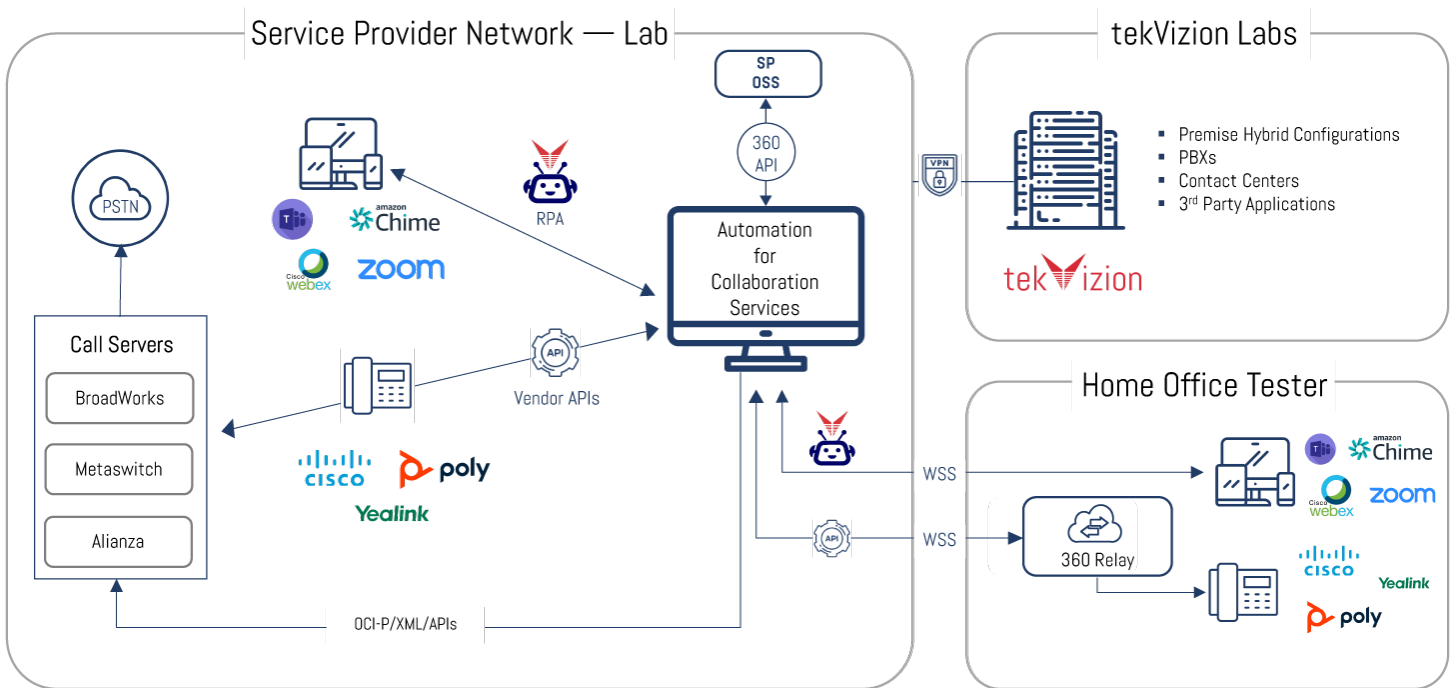 Service Provider Network — Lab
SP
OSS
360
API
PSTN
RPA
amazon
Chime
Cisco
webex
zoom
Automation
for
Collaboration
Services
Call Servers
BroadWorks
Metaswitch
Alianza
API
Vendor APIs
CISCO
poly
Yealink
OCI-P/XML/APIs
API
WSS
WSS
VPN
tekVizion Labs
▪ Premise Hybrid Configurations
▪ PBXs
▪ Contact Centers
▪ 3rd Party Applications
tekVizion
Home Office Tester
T
amazon
Chime
Cisco
webex
zoom
360 Relay
CISCO
Yealink
poly
T